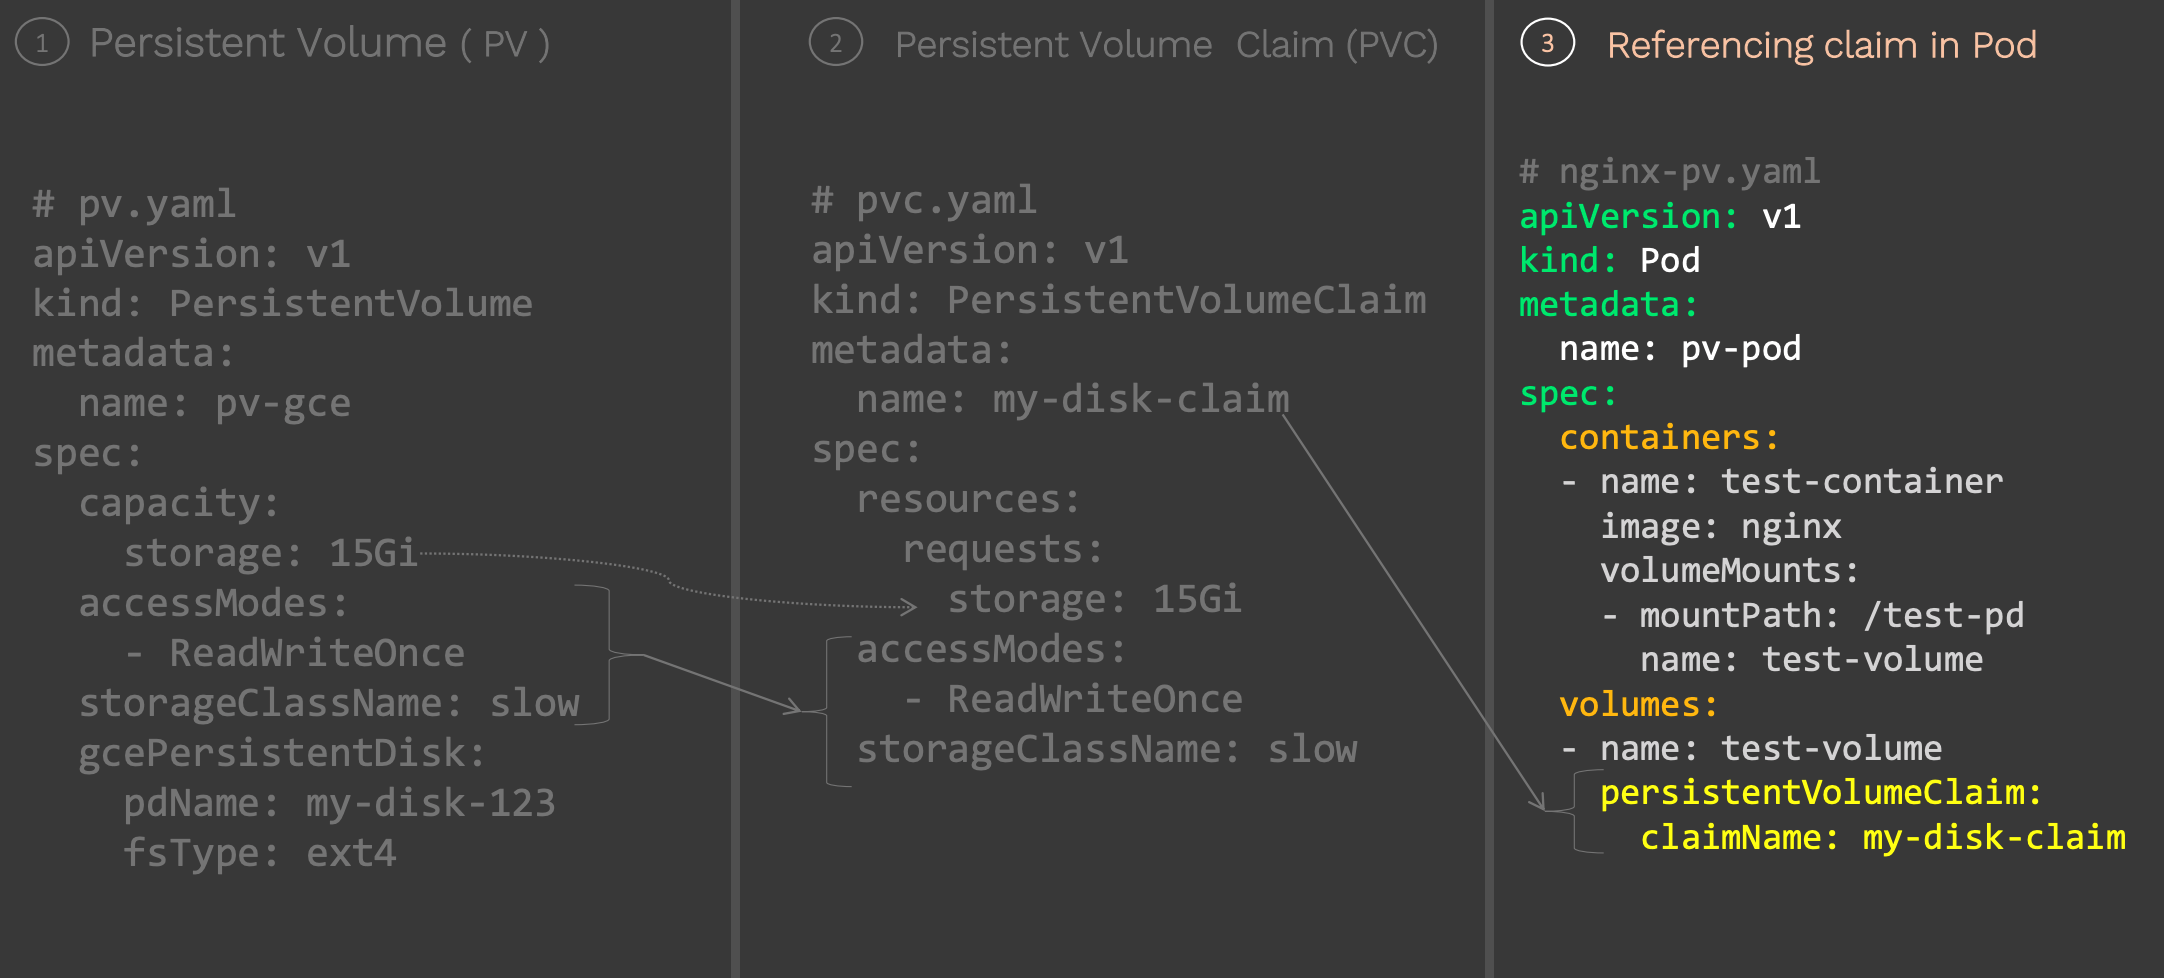 1 Persistent Volume ( PV )
# pv.yaml
apiVersion: v1
kind: PersistentVolume
metadata:
  name: pv-gce
spec:
  capacity:
    storage: 15Gi
  accessModes:
    - ReadWriteOnce
  storageClassName: slow
  gcePersistentDisk:
    pdName: my-disk-123
    fsType: ext4
2 Persistent Volume Claim (PVC)
# pvc.yaml
apiVersion: v1
kind: PersistentVolumeClaim
metadata:
  name: my-disk-claim
spec:
  resources:
    requests:
      storage: 15Gi
  accessModes:
    - ReadWriteOnce
  storageClassName: slow
3 Referencing claim in Pod
# nginx-pv.yaml
apiVersion: v1
kind: Pod
metadata:
  name: pv-pod
spec:
  containers:
  - name: test-container
    image: nginx
    volumeMounts:
    - mountPath: /test-pd
      name: test-volume
  volumes:
  - name: test-volume
    persistentVolumeClaim:
      claimName: my-disk-claim